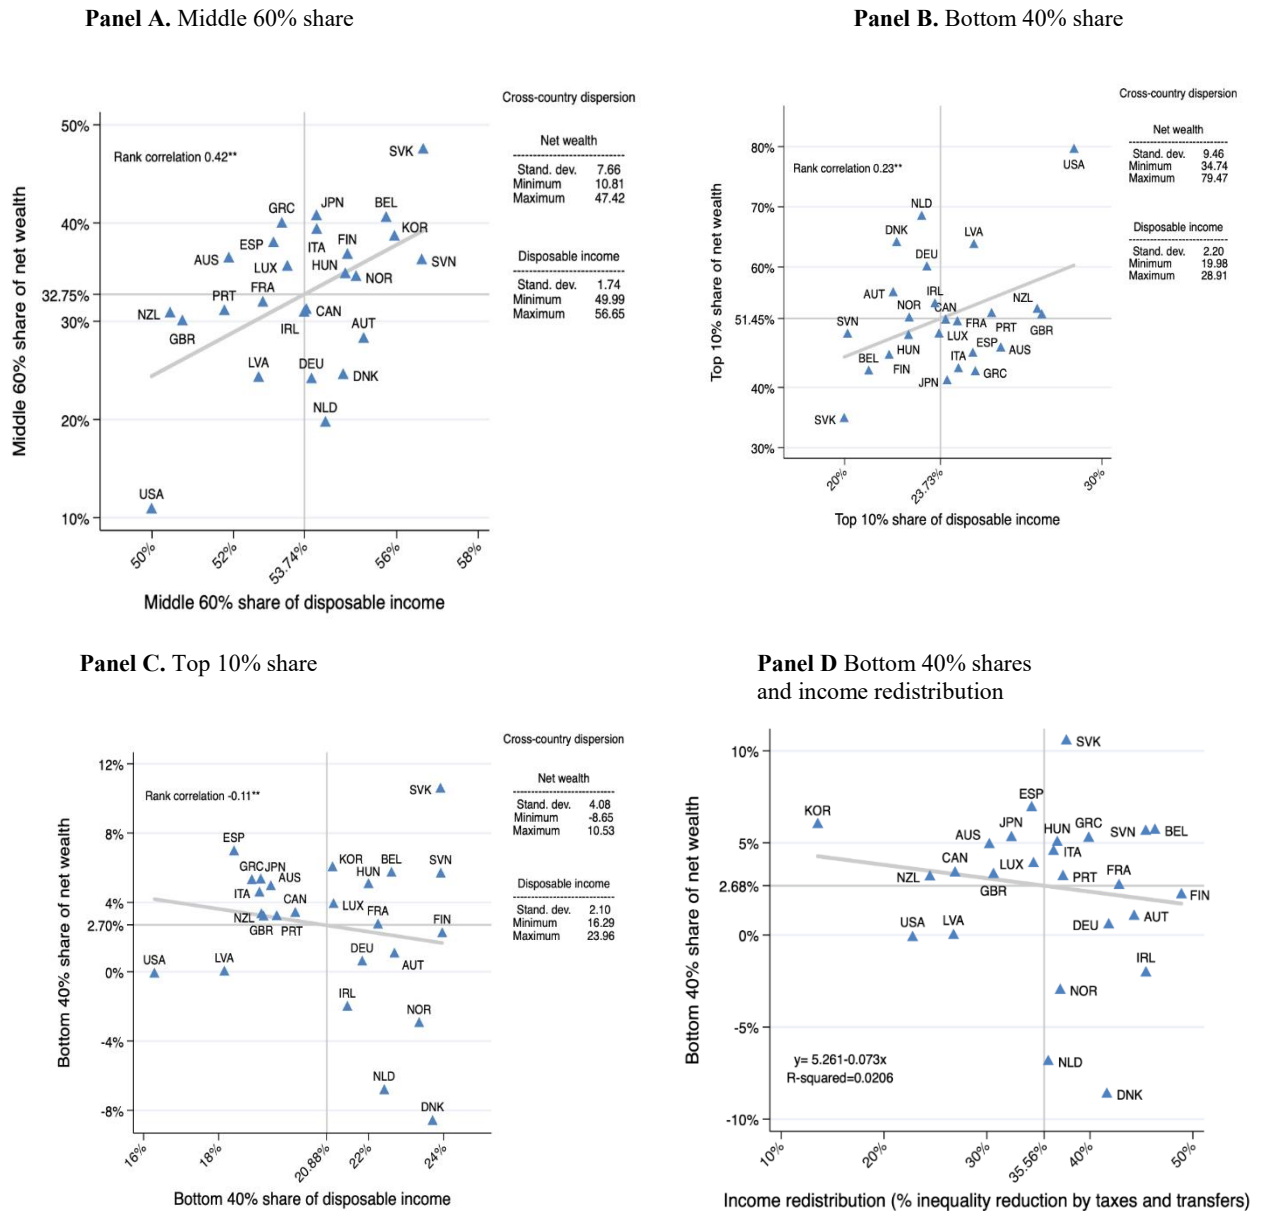 Panel A. Middle 60% share
Cross-country dispersion
Net wealth
Stand. dev. 7.66
Minimum 10.81
Maximum 47.42
Disposable income
Stand. dev. 1.74
Minimum 49.99
Maximum 56.65
Rank correlation 0.42**
Middle 60% share of net wealth
50%
40%
32.75%
30%
20%
10%
SVK
GRC
JPN
BEL
KOR
ESP
ITA
FIN
AUS
LUX
HUN
NOR
SVN
PRT
FRA
NZL
GBR
IRL
CAN
AUT
LVA
DEU
DNK
NLD
USA
50%
52%
53.74%
56%
58%
Middle 60% share of disposable income
Panel B. Bottom 40% share
Cross-country dispersion
Net wealth
Stand. dev. 9.46
Minimum 34.74
Maximum 79.47
Disposable income
Stand. dev. 2.20
Minimum 19.98
Maximum 28.91
Rank correlation 0.23**
Top 10% share of net wealth
80%
70%
60%
51.45%
40%
30%
USA
NLD
DNK
LVA
DEU
AUT
IRL
NOR
CAN
NZL
SVN
FRA
PRT
GBR
HUN
LUX
ESP
AUS
BEL
FIN
ITA
JPN
GRC
SVK
20%
23.73%
30%
Top 10% share of disposable income
Panel C. Top 10% share
Cross-country dispersion
Net wealth
Stand. dev. 4.08
Minimum -8.65
Maximum 10.53
Disposable income
Stand. dev. 2.10
Minimum 16.29
Maximum 23.96
Rank correlation -0.11**
Bottom 40% share of net wealth
12%
8%
4%
2.70%
0%
-4%
-8%
SVK
ESP
GRC
JPN
AUS
KOR
HUN
BEL
SVN
ITA
CAN
LUX
FRA
NZL
GBR
PRT
FIN
USA
LVA
DEU
AUT
IRL
NOR
NLD
DNK
16%
18%
20.88%
22%
24%
Bottom 40% share of disposable income
Panel D Bottom 40% shares
and income redistribution
Bottom 40% share of net wealth
10%
5%
2.68%
0%
-5%
-10%
SVK
ESP
KOR
AUS
JPN
HUN
GRC
SVN
BEL
ITA
CAN
LUX
NZL
GBR
PRT
FRA
FIN
USA
LVA
DEU
AUT
IRL
NOR
NLD
DNK
y= 5.261-0.073x
R-squared=0.0206
10%
20%
30%
35.56%
40%
50%
Income redistribution (% inequality reduction by taxes and transfers)